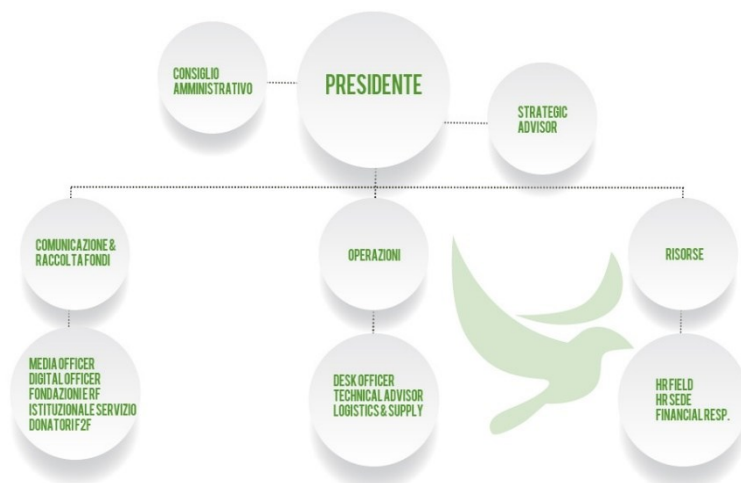 CONSIGLIO
AMMINISTRATIVO
PRESIDENTE
STRATEGIC
ADVISOR
COMUNICAZIONE &
RACCOLTA FONDI
OPERAZIONI
RISORSE
MEDIA OFFICER
DIGITAL OFFICER
FONDAZIONI E RF
ISTITUZIONALE SERVIZIO
DONATORI F2F
DESK OFFICER
TECHNICAL ADVISOR
LOGISTICS & SUPPLY
HR FIELD
HR SEDE
FINANCIAL RESP.